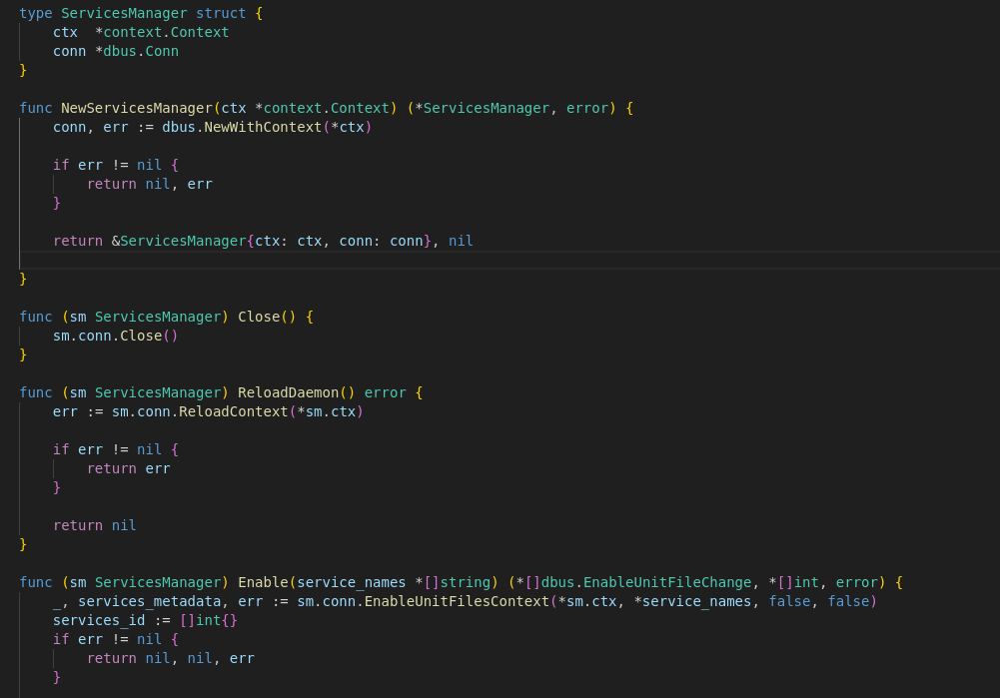 type ServicesManager struct {
    ctx  *context.Context
    conn *dbus.Conn
}

func NewServicesManager(ctx *context.Context) (*ServicesManager, error) {
    conn, err := dbus.NewWithContext(*ctx)

    if err != nil {
        return nil, err
    }

    return &ServicesManager{ctx: ctx, conn: conn}, nil

}

func (sm ServicesManager) Close() {
    sm.conn.Close()
}

func (sm ServicesManager) ReloadDaemon() error {
    err := sm.conn.ReloadContext(*sm.ctx)

    if err != nil {
        return err
    }

    return nil
}

func (sm ServicesManager) Enable(service_names *[]string) (*[]dbus.EnableUnitFileChange, *[]int, error) {
    _, services_metadata, err := sm.conn.EnableUnitFilesContext(*sm.ctx, *service_names, false, false)
    services_id := []int{}
    if err != nil {
        return nil, nil, err
    }